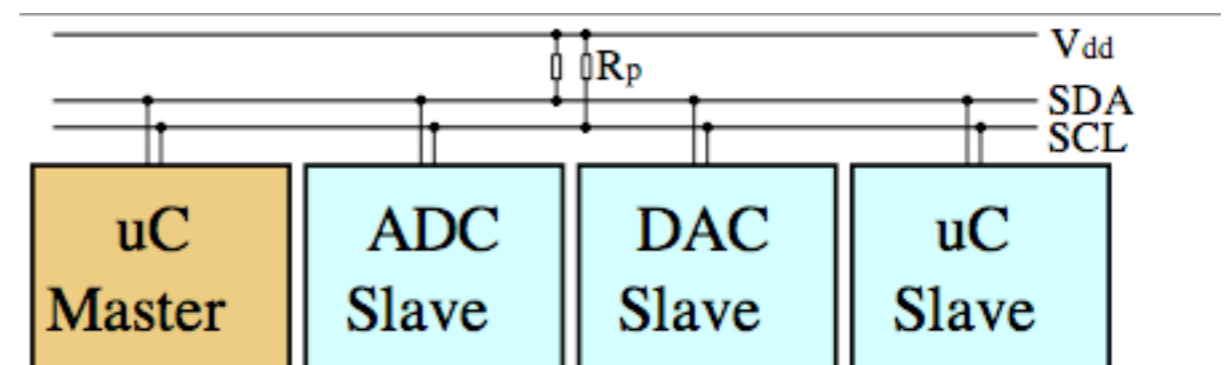 Vdd
Rp
SDA
SCL
uC
Master
ADC
Slave
DAC
Slave
uC
Slave